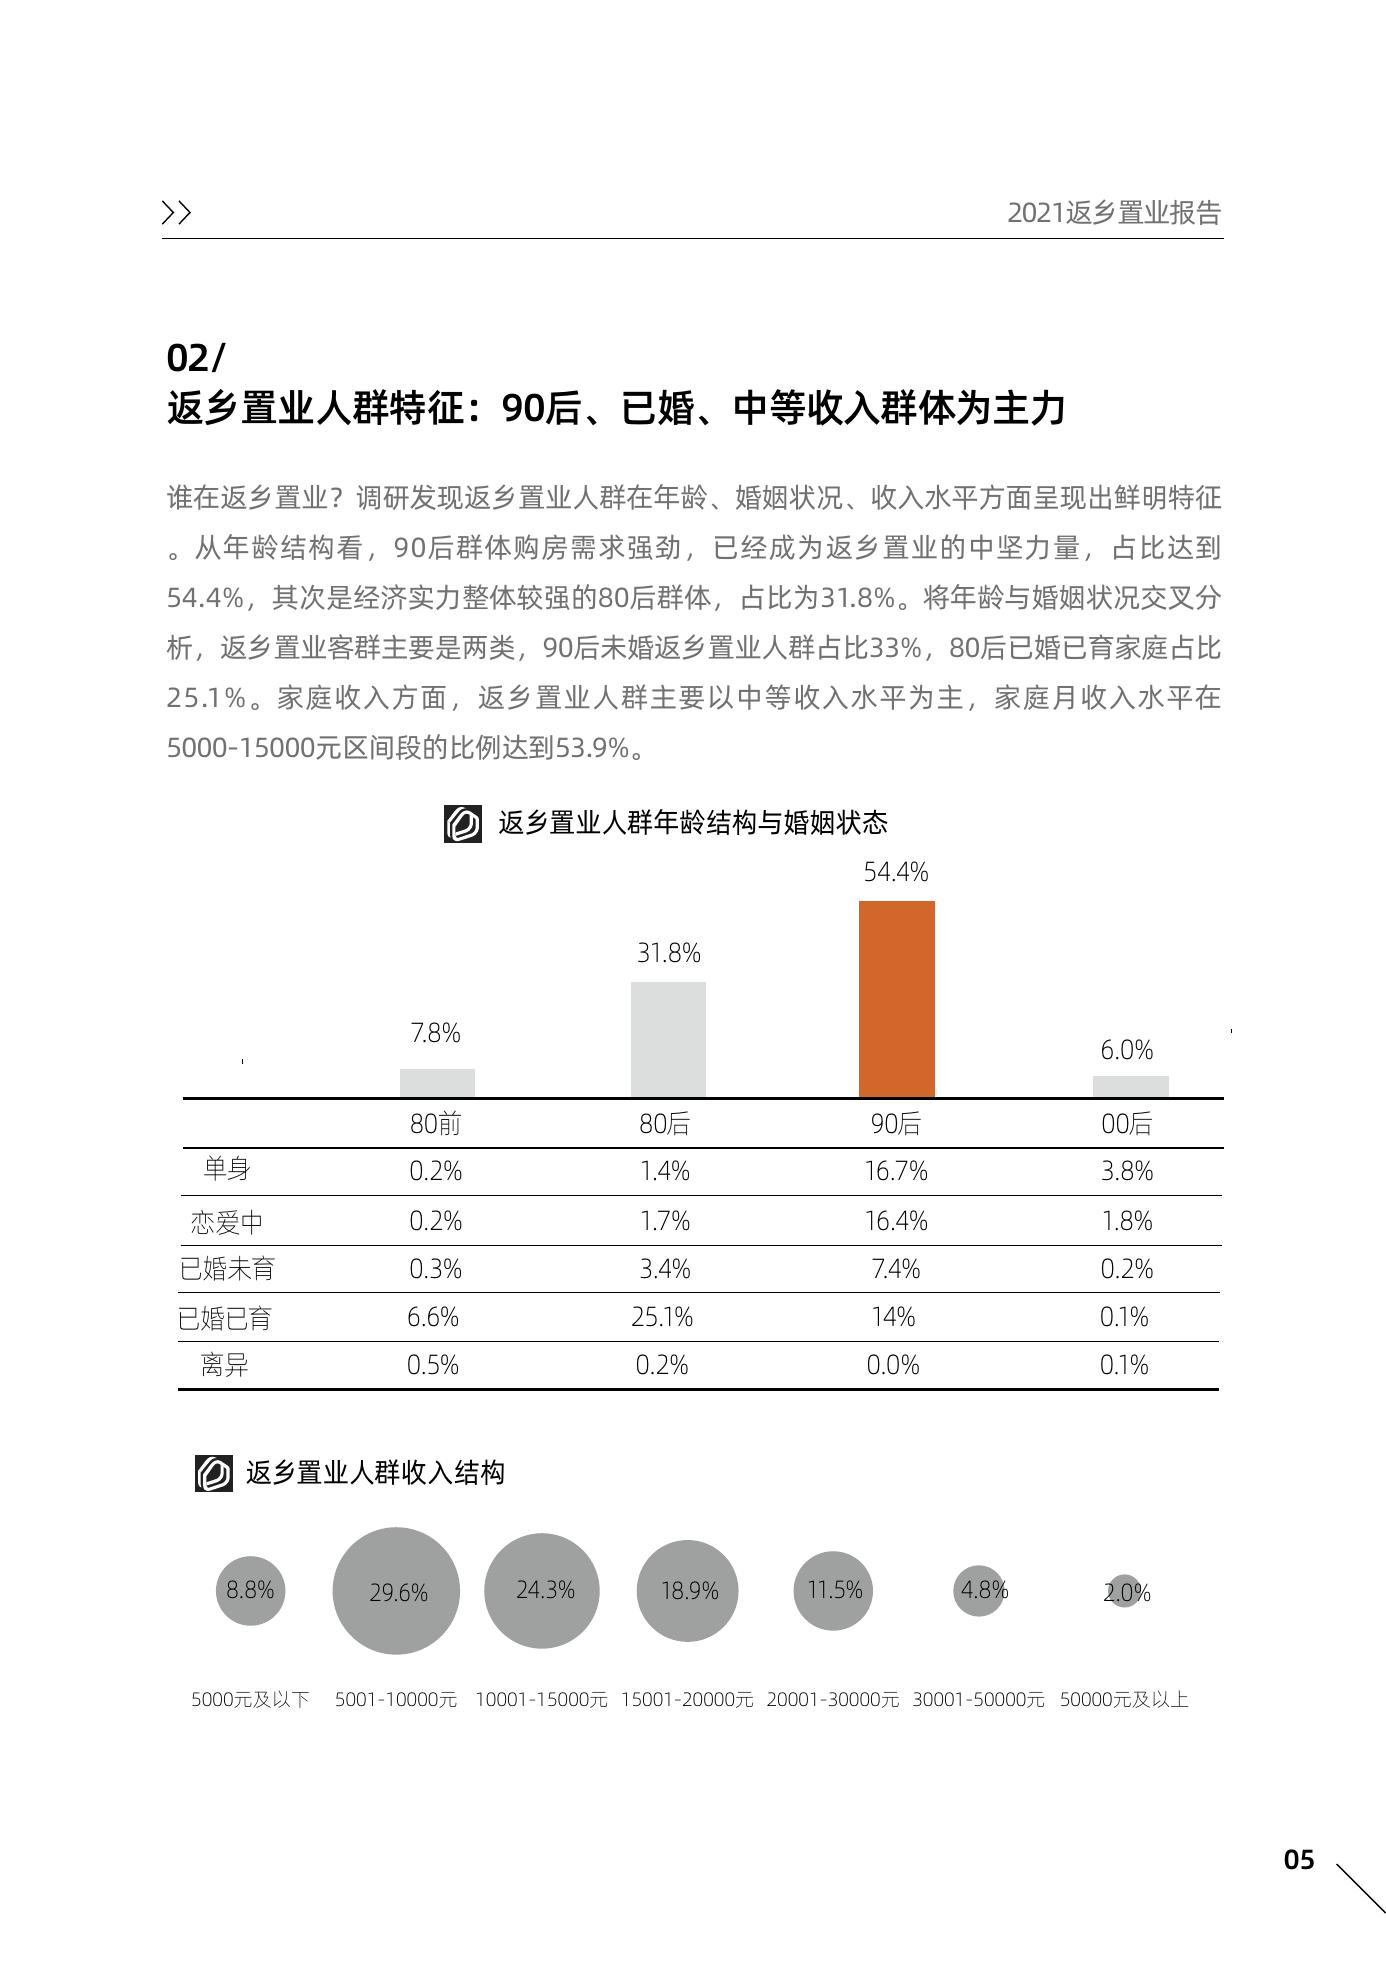 2021返乡置业报告
02/
返乡置业人群特征：90后、已婚、中等收入群体为主力
谁在返乡置业？调研发现返乡置业人群在年龄、婚姻状况、收入水平方面呈现出鲜明特征
。从年龄结构看，90后群体购房需求强劲，已经成为返乡置业的中坚力量，占比达到
54.4%，其次是经济实力整体较强的80后群体，占比为31.8%。将年龄与婚姻状况交叉分
析，返乡置业客群主要是两类，90后未婚返乡置业人群占比33%，80后已婚已育家庭占比
25.1%。家庭收入方面，返乡置业人群主要以中等收入水平为主，家庭月收入水平在
5000-15000元区间段的比例达到53.9%。
返乡置业人群年龄结构与婚姻状态
54.4%
31.8%
7.8%
6.0%
80前 80后 90后 00后
单身 0.2% 1.4% 16.7% 3.8%
恋爱中 0.2% 1.7% 16.4% 1.8%
已婚未育 0.3% 3.4% 7.4% 0.2%
已婚已育 6.6% 25.1% 14% 0.1%
离异 0.5% 0.2% 0.0% 0.1%
返乡置业人群收入结构
8.8% 29.6% 24.3% 18.9% 11.5% 4.8% 2.0%
5000元及以下 5001-10000元 10001-15000元 15001-20000元 20001-30000元 30001-50000元 50000元及以上
05